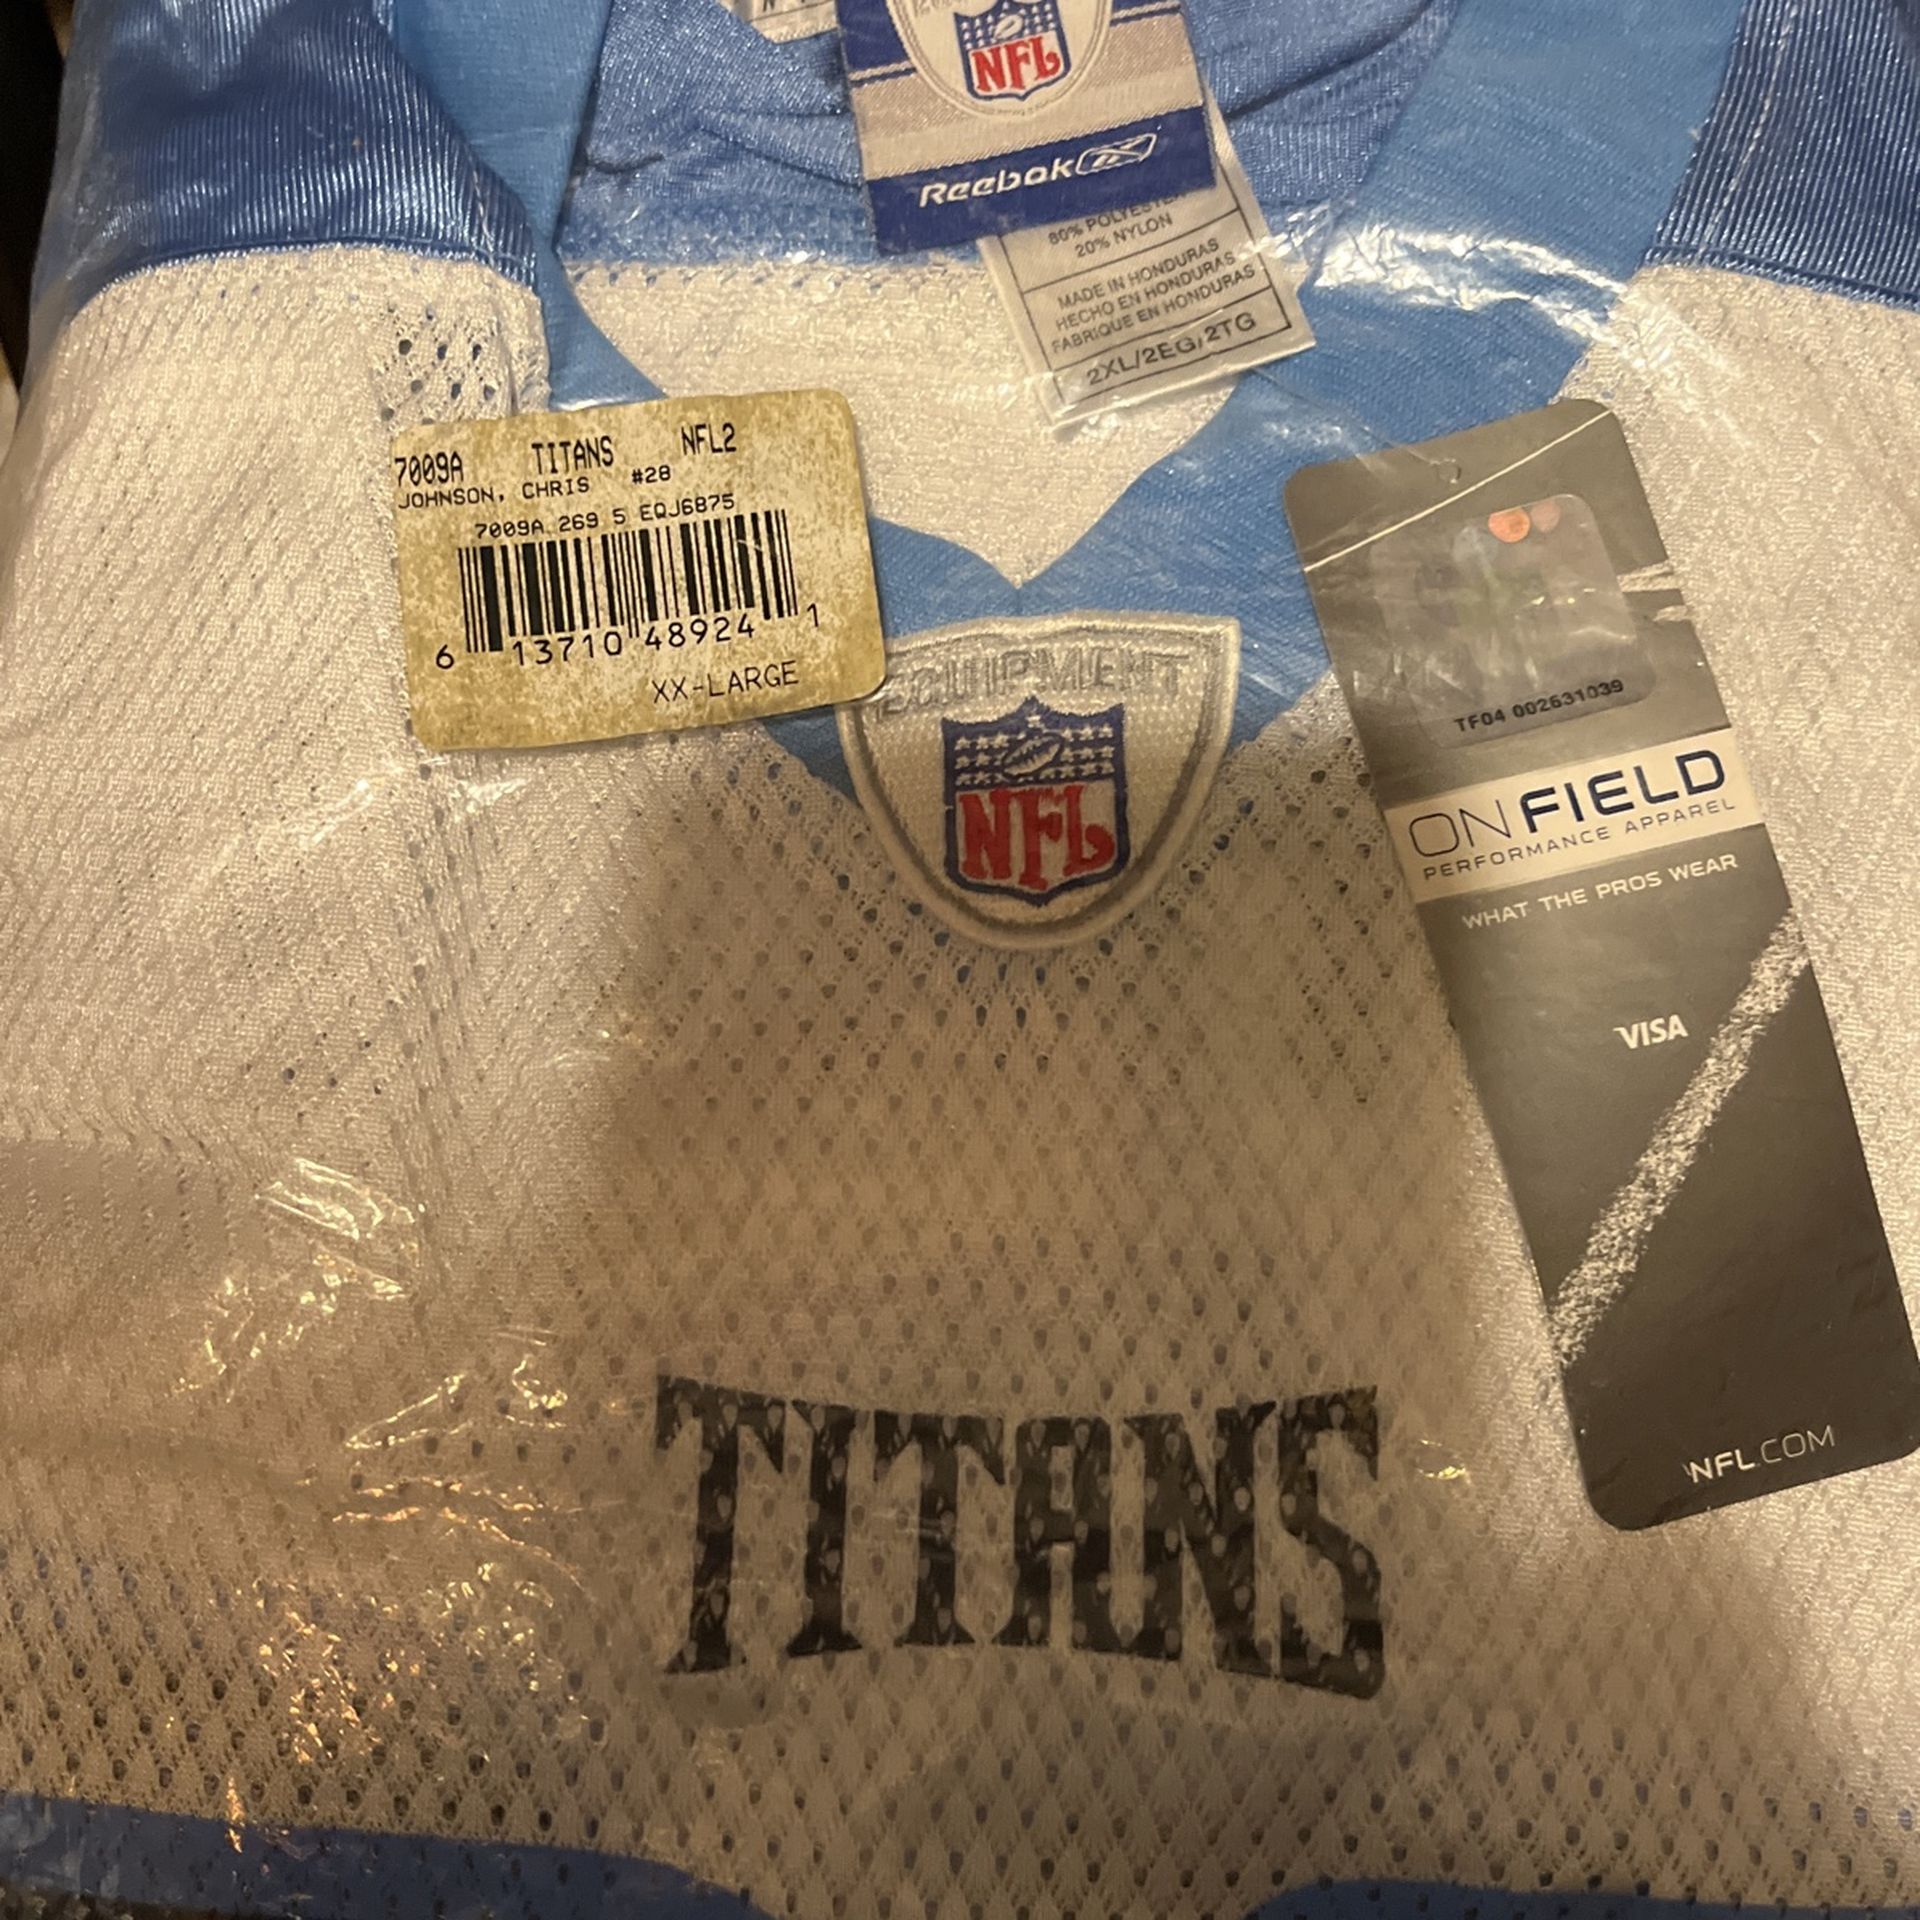 NFL
Reebok
80% POLYESTER
20% NYLON
MADE IN HONDURAS
HECHO EN HONDURAS
FABRIQUE EN HONDURAS
2XL/2EG/2TG
7009A TITANS NFL2
JOHNSON, CHRIS #28
7009A 269 5 EQJ6875
6 13710 48924 1
XX-LARGE
EQUIPMENT
NFL
TF04 002631039
ON FIELD
PERFORMANCE APPAREL
WHAT THE PROS WEAR
VISA
NFL.COM
TITANS